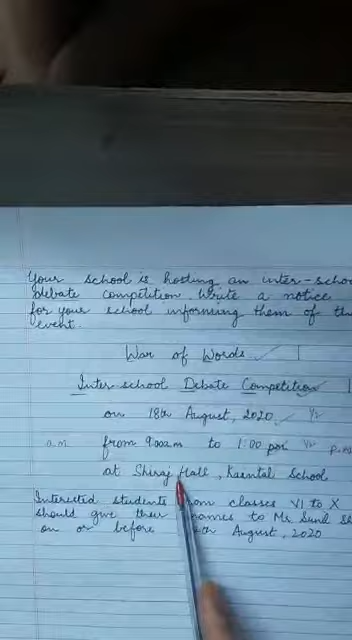 Your school is hosting an inter-school
debate competition. Write a notice
for your school informing them of the
event.
War of Words
Inter-school Debate Competition
on 18th August, 2020
a.m. from 9:00am to 1:00 pm p.m
at Shiraj Hall, Kaental School
Interested students from classes VI to X
should give their names to Mr. Sunil
on or before August, 2020